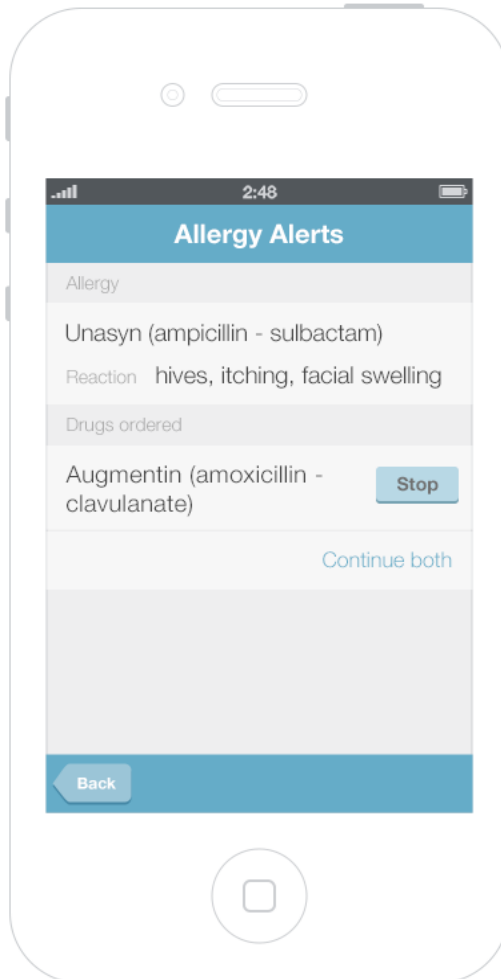 2:48
Allergy Alerts
Allergy
Unasyn (ampicillin - sulbactam)
Reaction hives, itching, facial swelling
Drugs ordered
Augmentin (amoxicillin -
clavulanate)
Stop
Continue both
Back